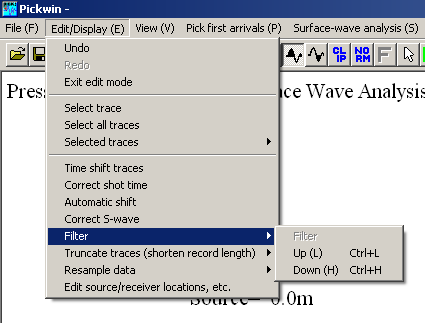 Pickwin -
File (F) Edit/Display (E) View (V) Pick first arrivals (P) Surface-wave analysis (S)
CL IP NO RM F
Press ace Wave Analysis
Undo
Redo
Exit edit mode
Select trace
Select all traces
Selected traces
Time shift traces
Correct shot time
Automatic shift
Correct S-wave
Filter
Truncate traces (shorten record length)
Resample data
Edit source/receiver locations, etc.
Filter
Up (L) Ctrl+L
Down (H) Ctrl+H
Source= 0.0m